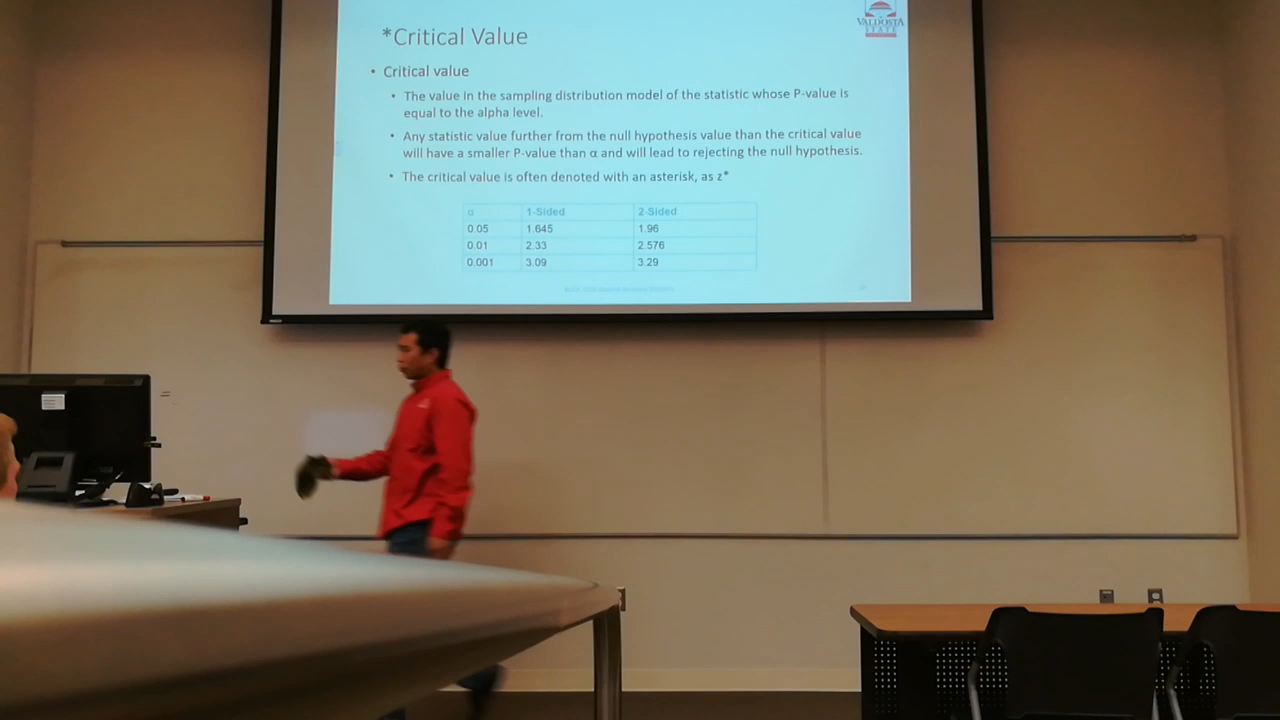 *Critical Value
VALDOSTA
STATE
• Critical value
• The value in the sampling distribution model of the statistic whose P-value is
equal to the alpha level.
• Any statistic value further from the null hypothesis value than the critical value
will have a smaller P-value than α and will lead to rejecting the null hypothesis.
• The critical value is often denoted with an asterisk, as z*
α 1-Sided 2-Sided
0.05 1.645 1.96
0.01 2.33 2.576
0.001 3.09 3.29